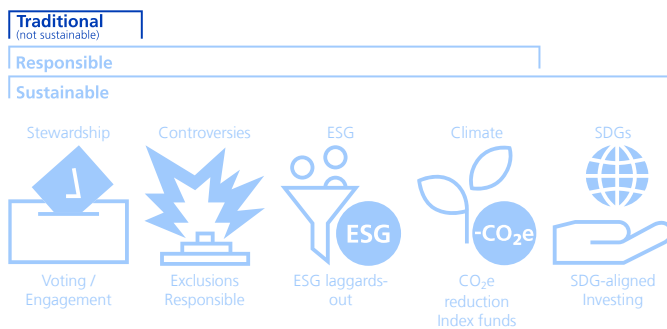 Traditional
(not sustainable)
Responsible
Sustainable
Stewardship
Controversies
ESG
Climate
SDGs
ESG
-CO₂e
Voting /
Engagement
Exclusions
Responsible
ESG laggards-
out
CO₂e
reduction
Index funds
SDG-aligned
Investing